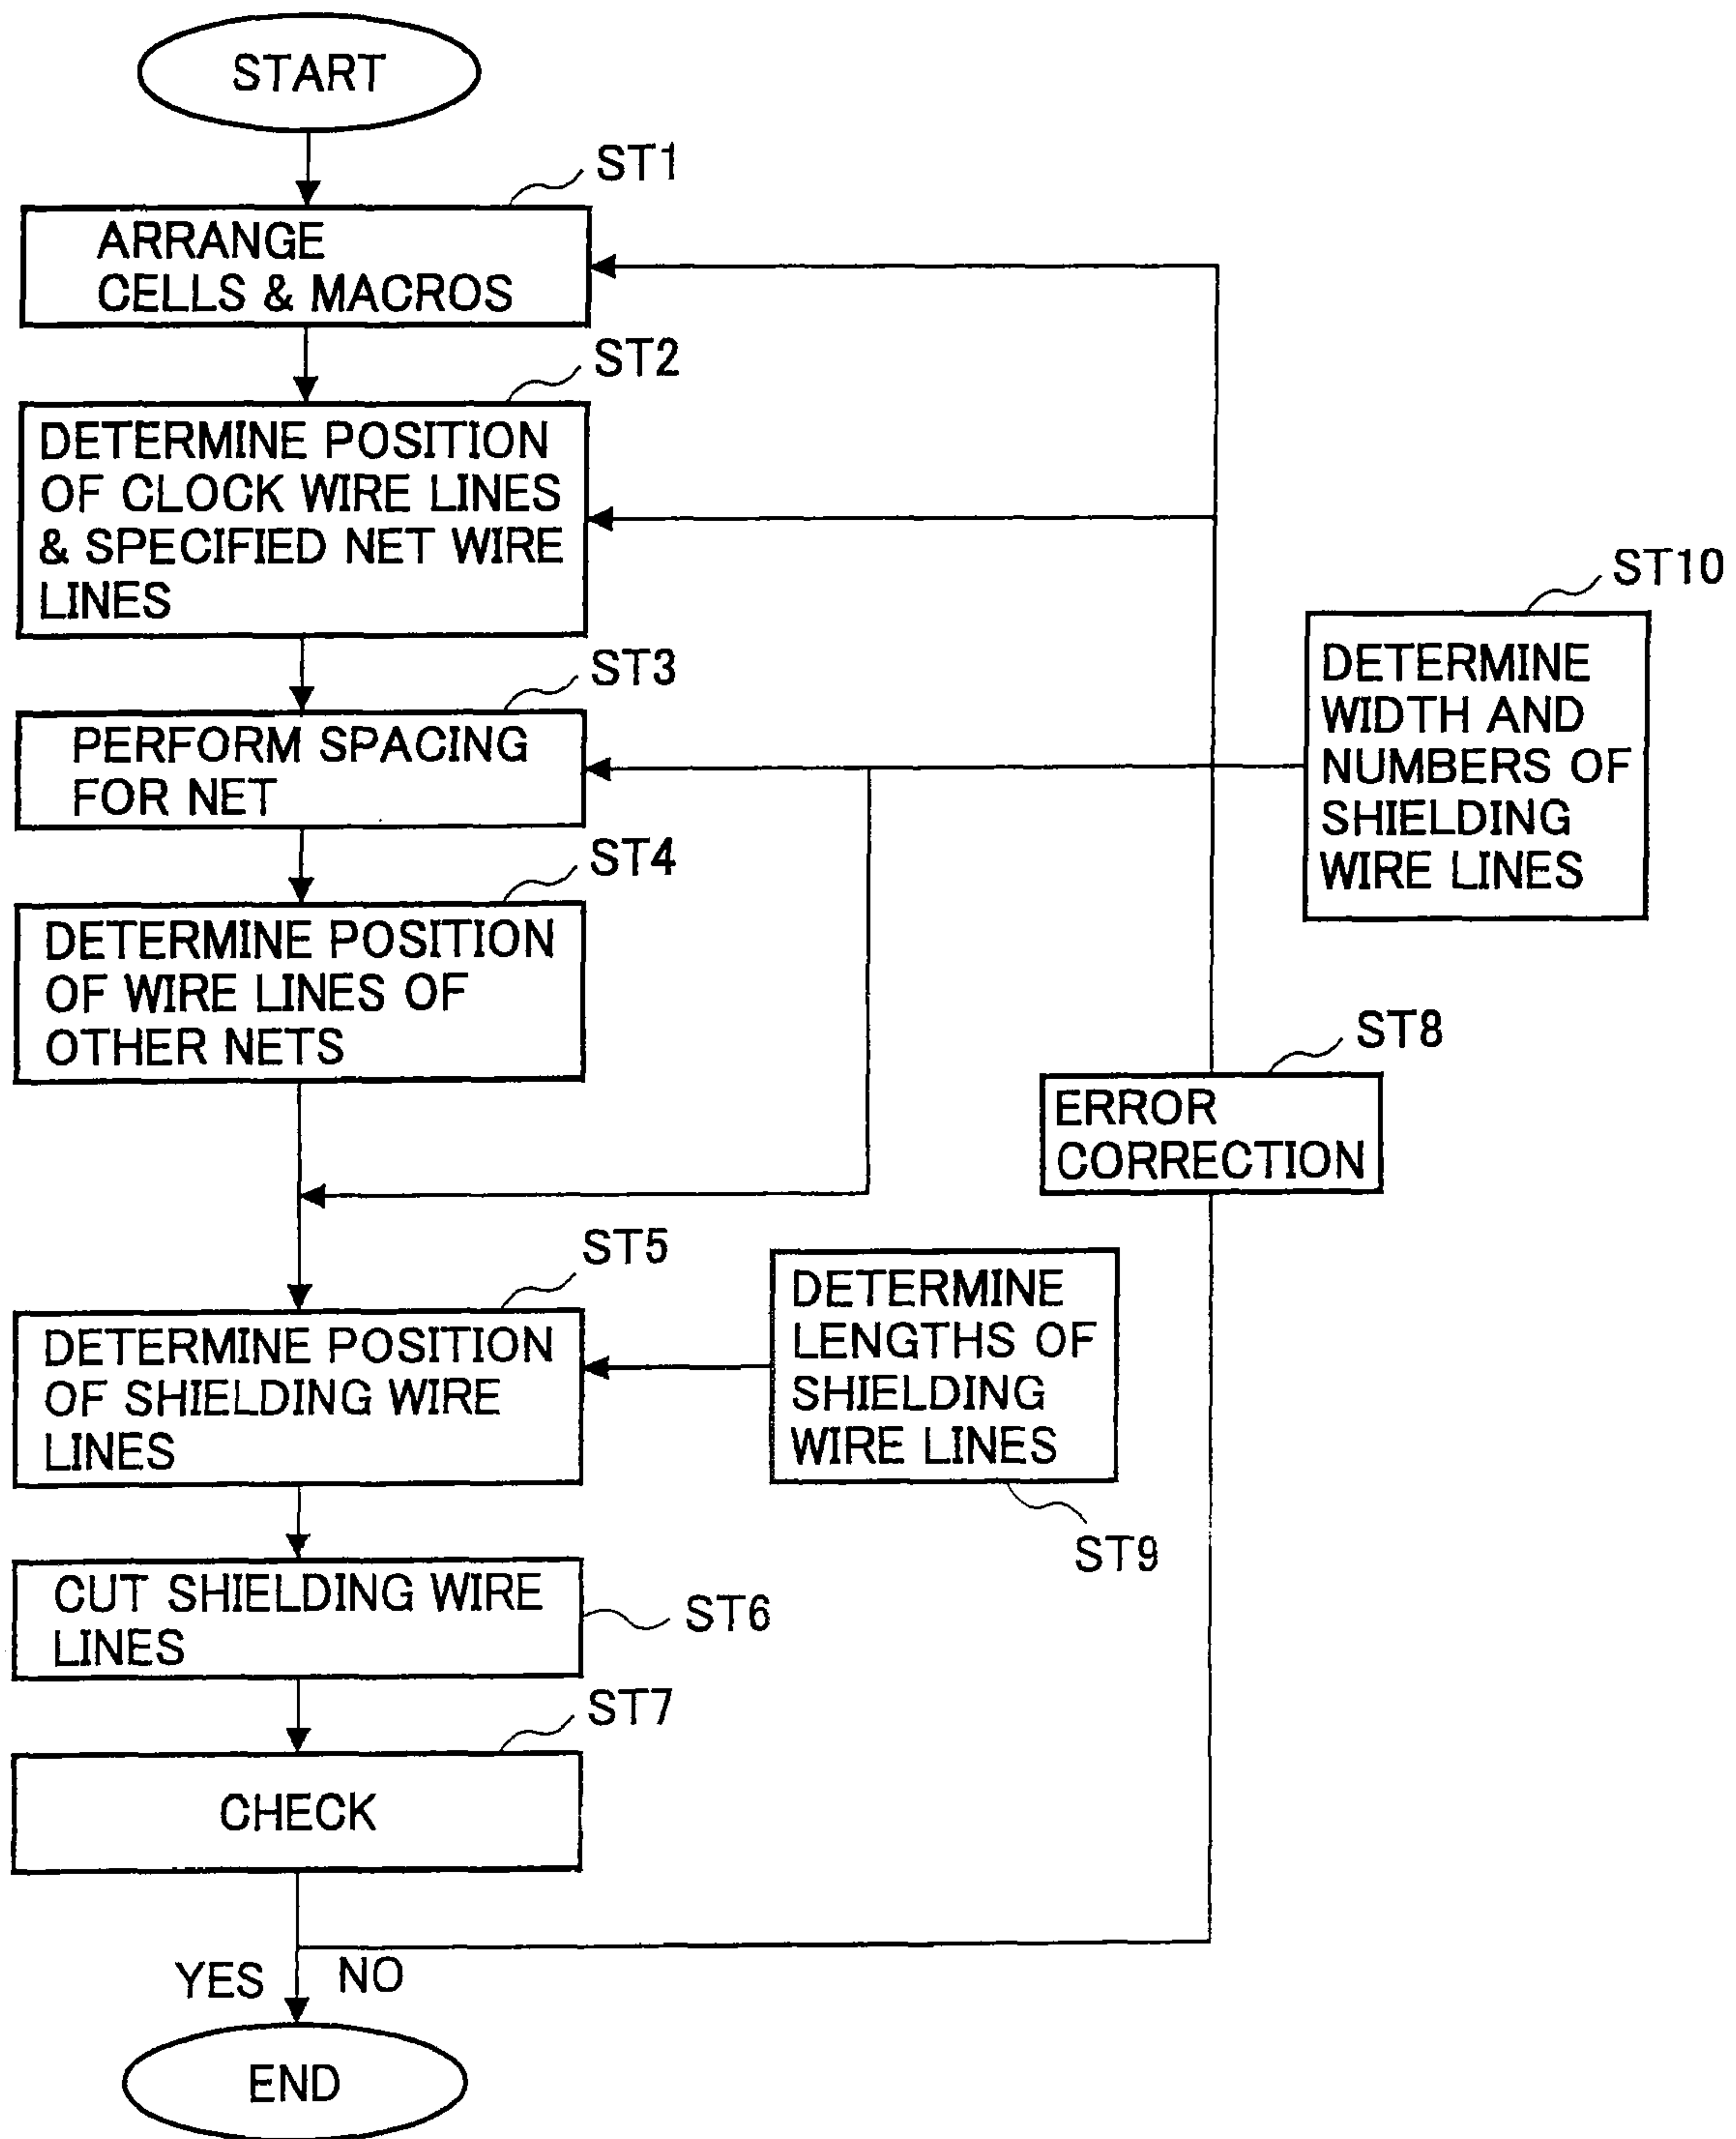 START
ST1
ARRANGE
CELLS & MACROS
ST2
DETERMINE POSITION
OF CLOCK WIRE LINES
& SPECIFIED NET WIRE
LINES
ST10
DETERMINE
WIDTH AND
NUMBERS OF
SHIELDING
WIRE LINES
ST3
PERFORM SPACING
FOR NET
ST4
DETERMINE POSITION
OF WIRE LINES OF
OTHER NETS
ST8
ERROR
CORRECTION
ST5
DETERMINE POSITION
OF SHIELDING WIRE
LINES
DETERMINE
LENGTHS OF
SHIELDING
WIRE LINES
ST9
CUT SHIELDING WIRE
LINES
ST6
ST7
CHECK
YES
NO
END